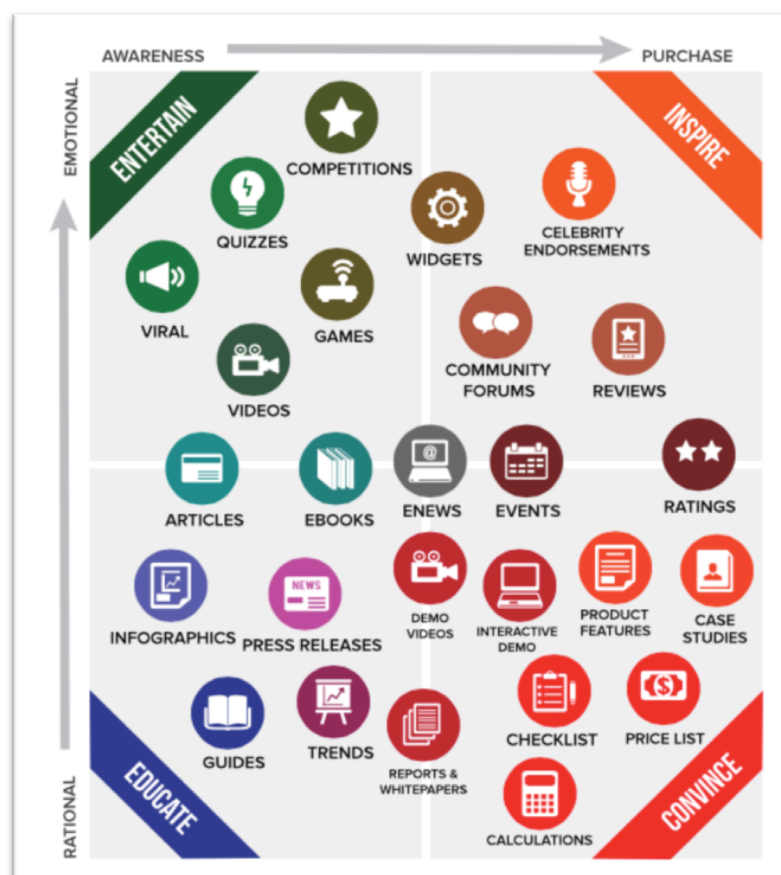 AWARENESS
PURCHASE
EMOTIONAL
ENTERTAIN
INSPIRE
COMPETITIONS
QUIZZES
WIDGETS
CELEBRITY
ENDORSEMENTS
VIRAL
GAMES
VIDEOS
COMMUNITY
FORUMS
REVIEWS
@
ARTICLES
EBOOKS
ENEWS
EVENTS
RATINGS
NEWS
INFOGRAPHICS
PRESS RELEASES
DEMO
VIDEOS
INTERACTIVE
DEMO
PRODUCT
FEATURES
CASE
STUDIES
$
GUIDES
TRENDS
REPORTS &
WHITEPAPERS
CHECKLIST
PRICE LIST
CALCULATIONS
RATIONAL
EDUCATE
CONVINCE